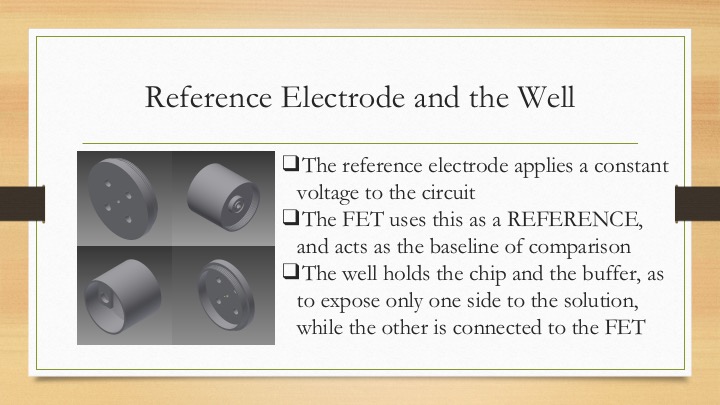 Reference Electrode and the Well
❑The reference electrode applies a constant
voltage to the circuit
❑The FET uses this as a REFERENCE,
and acts as the baseline of comparison
❑The well holds the chip and the buffer, as
to expose only one side to the solution,
while the other is connected to the FET